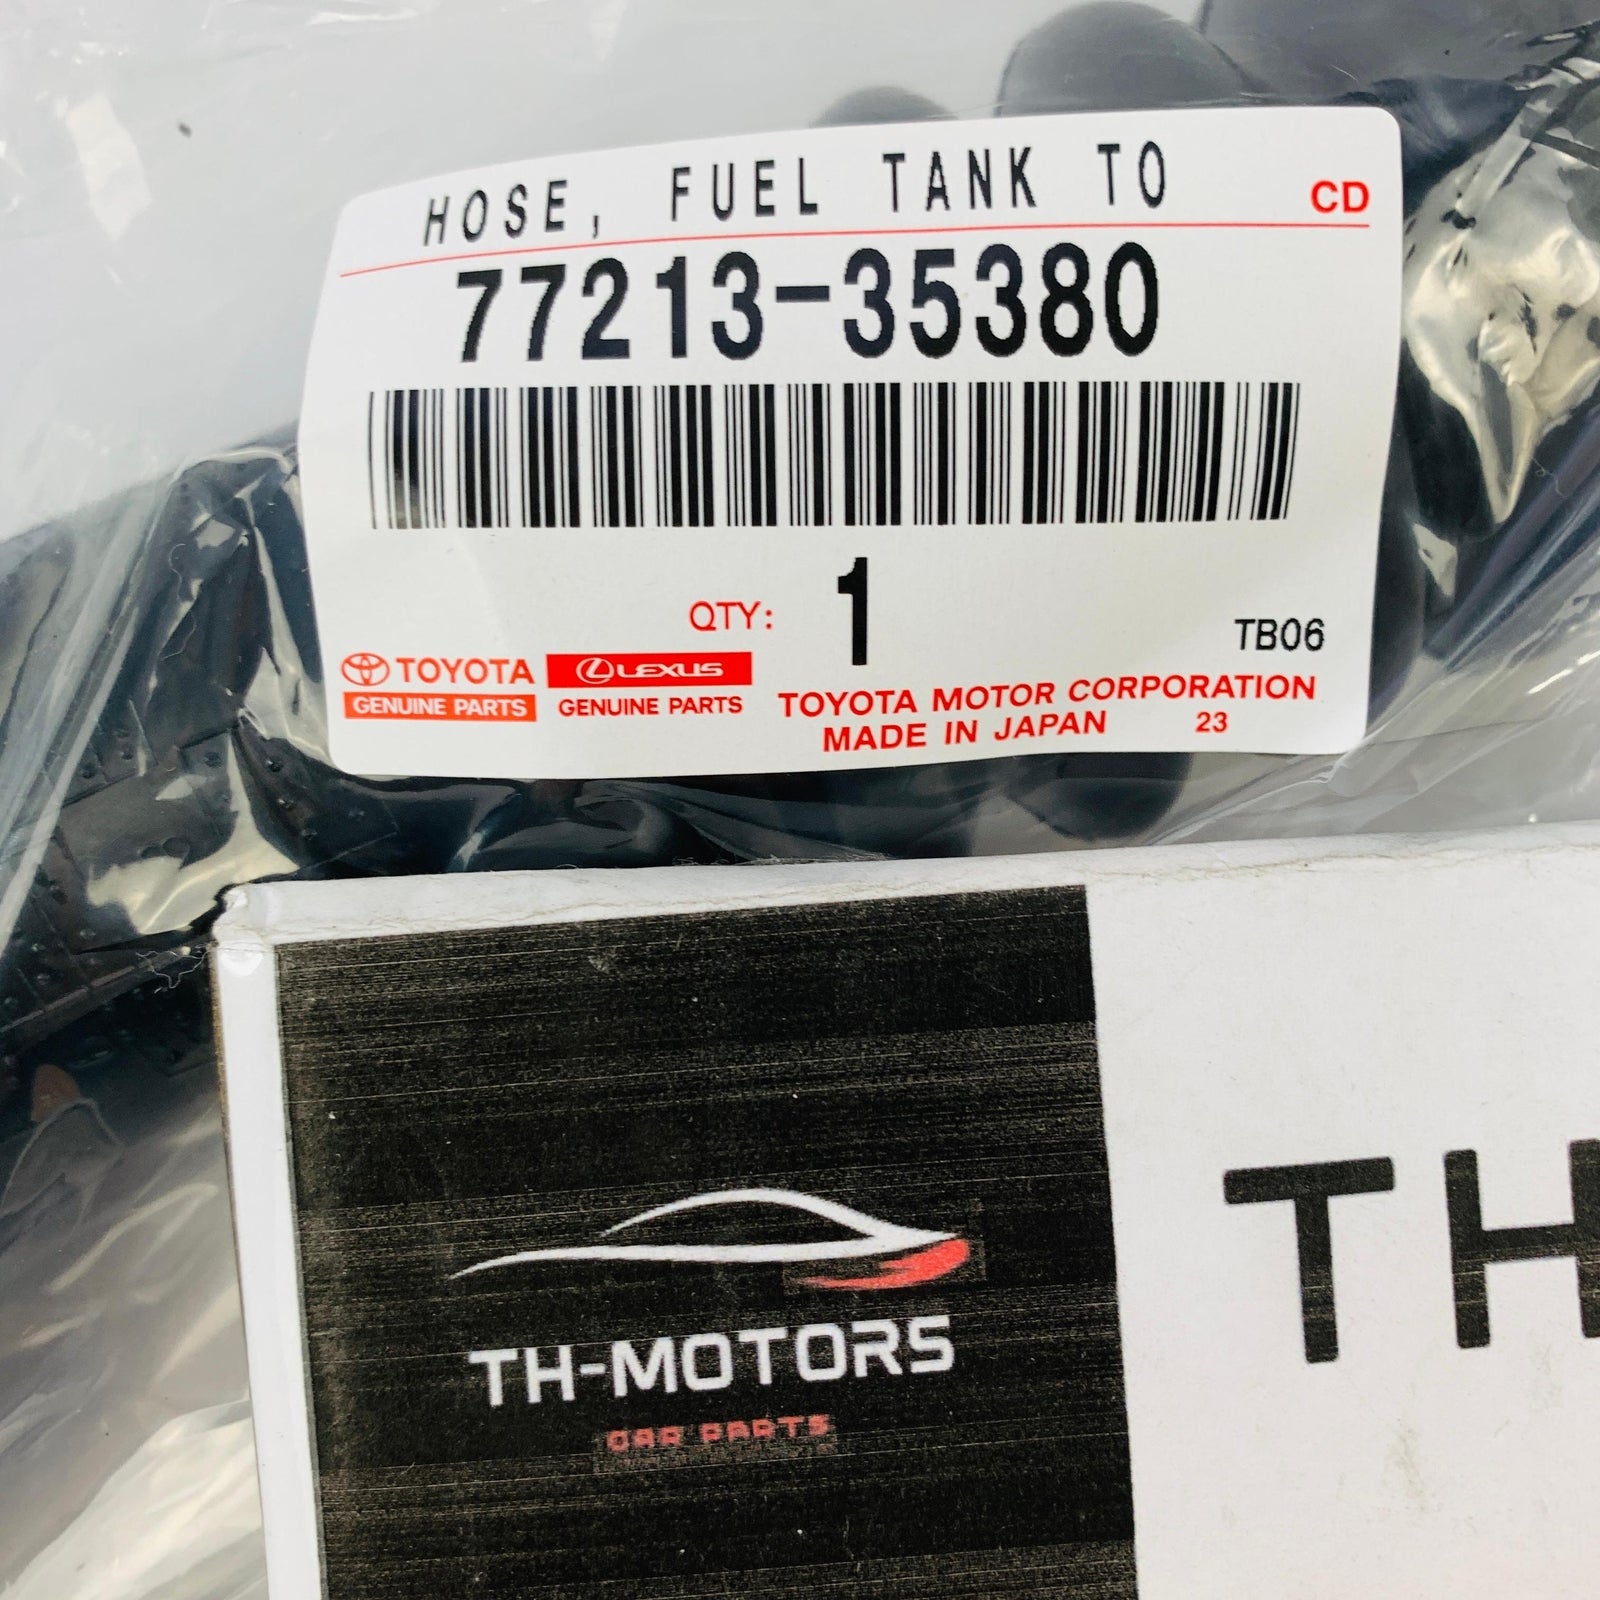 HOSE, FUEL TANK TO
CD
77213-35380
QTY: 1
TB06
TOYOTA
GENUINE PARTS
LEXUS
GENUINE PARTS
TOYOTA MOTOR CORPORATION
MADE IN JAPAN 23
TH-MOTORS
CAR PARTS
TH